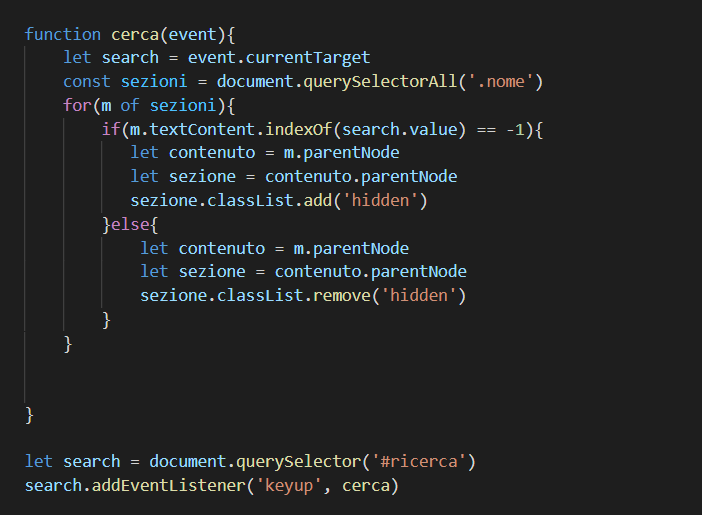 function cerca(event){
    let search = event.currentTarget
    const sezioni = document.querySelectorAll('.nome')
    for(m of sezioni){
        if(m.textContent.indexOf(search.value) == -1){
           let contenuto = m.parentNode
           let sezione = contenuto.parentNode
           sezione.classList.add('hidden')
        }else{
            let contenuto = m.parentNode
            let sezione = contenuto.parentNode
            sezione.classList.remove('hidden')
        }
    }
}
let search = document.querySelector('#ricerca')
search.addEventListener('keyup', cerca)